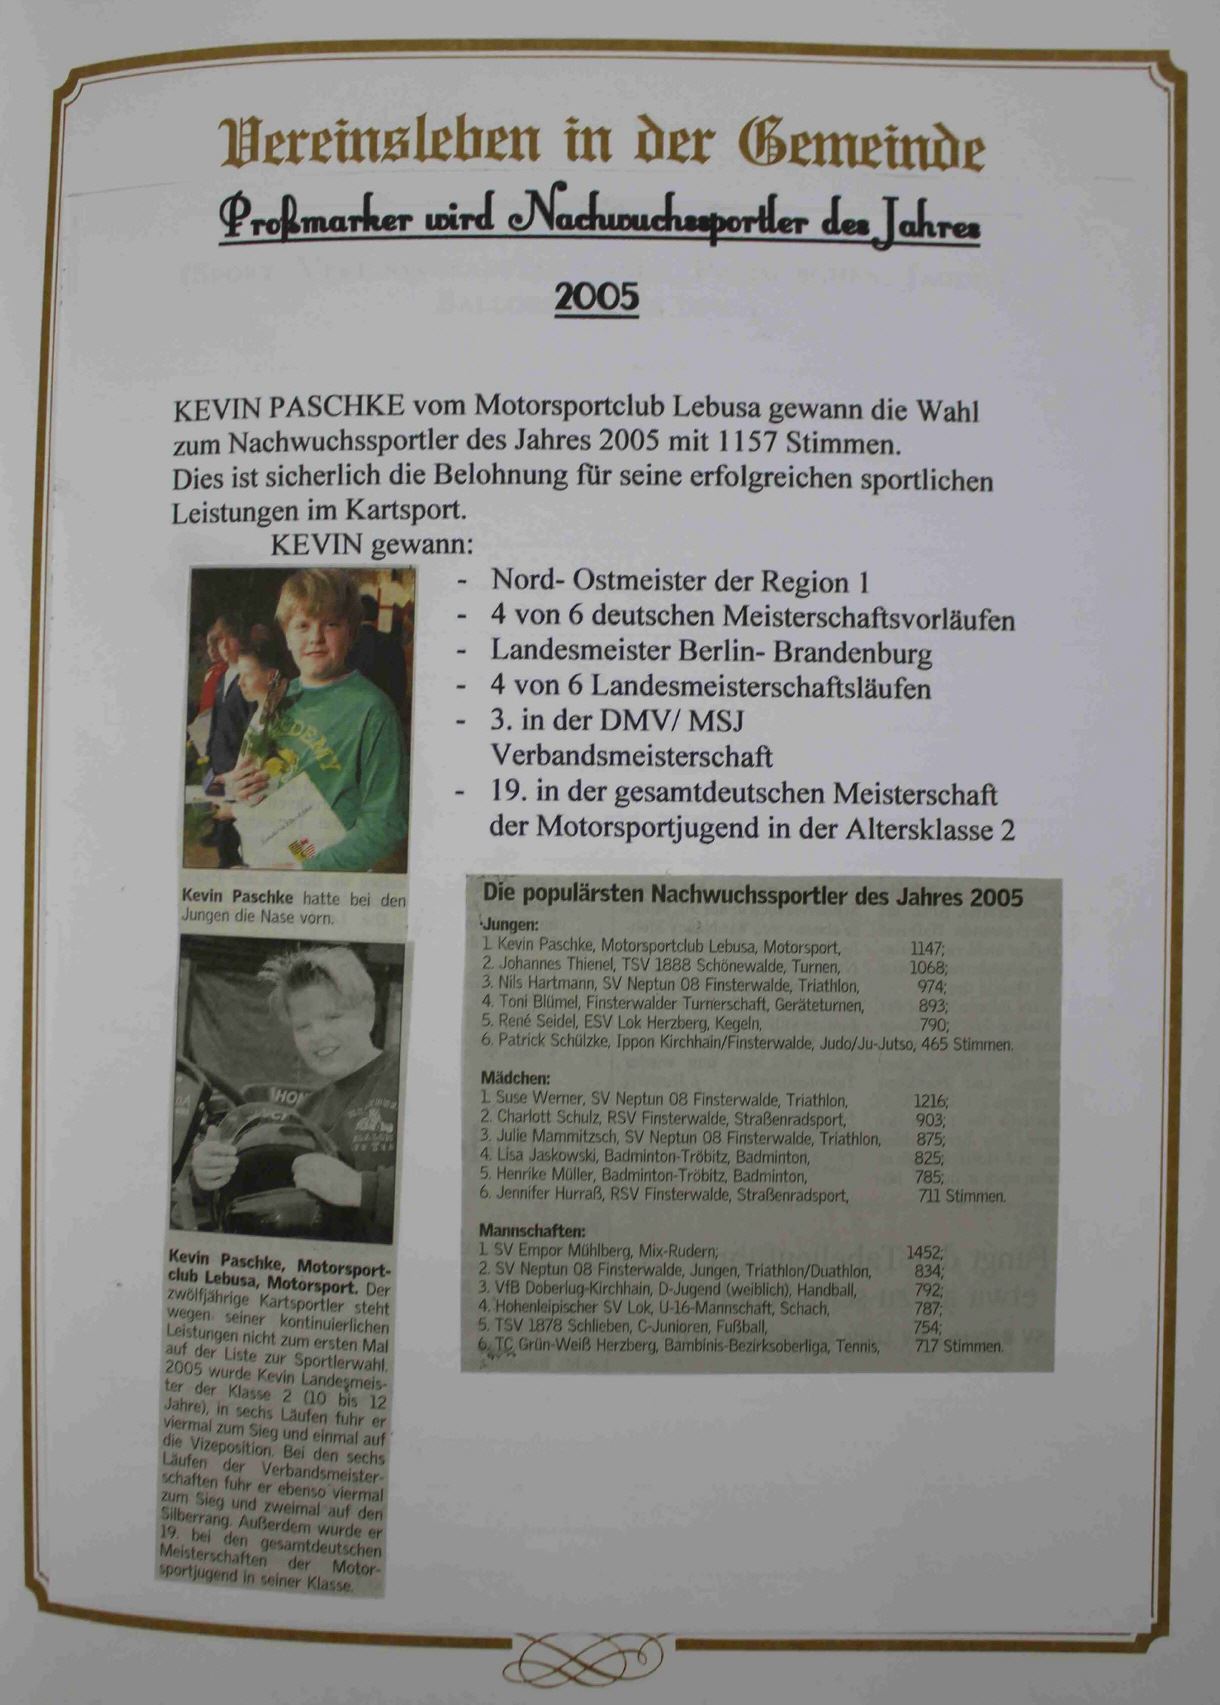 Vereinsleben in der Gemeinde
Proßmarker wird Nachwuchssportler des Jahres
2005
KEVIN PASCHKE vom Motorsportclub Lebusa gewann die Wahl
zum Nachwuchssportler des Jahres 2005 mit 1157 Stimmen.
Dies ist sicherlich die Belohnung für seine erfolgreichen sportlichen
Leistungen im Kartsport.
KEVIN gewann:
- Nord- Ostmeister der Region 1
- 4 von 6 deutschen Meisterschaftsvorläufen
- Landesmeister Berlin- Brandenburg
- 4 von 6 Landesmeisterschaftsläufen
- 3. in der DMV/ MSJ
Verbandsmeisterschaft
- 19. in der gesamtdeutschen Meisterschaft
der Motorsportjugend in der Altersklasse 2
Kevin Paschke hatte bei den
Jungen die Nase vorn.
Kevin Paschke, Motorsport-
club Lebusa, Motorsport. Der
zwölfjährige Kartsportler steht
wegen seiner kontinuierlichen
Leistungen nicht zum ersten Mal
auf der Liste zur Sportlerwahl.
2005 wurde Kevin Landesmeis-
ter der Klasse 2 (10 bis 12
Jahre), in sechs Läufen fuhr er
viermal zum Sieg und einmal auf
die Vizeposition. Bei den sechs
Läufen der Verbandsmeister-
schaften fuhr er ebenso viermal
zum Sieg und zweimal auf den
Silberrang. Außerdem wurde er
19. bei den gesamtdeutschen
Meisterschaften der Motor-
sportjugend in seiner Klasse.
Die populärsten Nachwuchssportler des Jahres 2005
Jungen:
1. Kevin Paschke, Motorsportclub Lebusa, Motorsport, 1147;
2. Johannes Thienel, TSV 1888 Schönewalde, Turnen, 1068;
3. Nils Hartmann, SV Neptun 08 Finsterwalde, Triathlon, 974;
4. Toni Blümel, Finsterwalder Turnerschaft, Geräteturnen, 893;
5. René Seidel, ESV Lok Herzberg, Kegeln, 790;
6. Patrick Schülzke, Ippon Kirchhain/Finsterwalde, Judo/Ju-Jutso, 465 Stimmen.
Mädchen:
1. Suse Werner, SV Neptun 08 Finsterwalde, Triathlon, 1216;
2. Charlott Schulz, RSV Finsterwalde, Straßenradsport, 903;
3. Julie Mammitzsch, SV Neptun 08 Finsterwalde, Triathlon, 875;
4. Lisa Jaskowski, Badminton-Tröbitz, Badminton, 825;
5. Henrike Müller, Badminton-Tröbitz, Badminton, 785;
6. Jennifer Hurraß, RSV Finsterwalde, Straßenradsport, 711 Stimmen.
Mannschaften:
1. SV Empor Mühlberg, Mix-Rudern; 1452;
2. SV Neptun 08 Finsterwalde, Jungen, Triathlon/Duathlon, 834;
3. VfB Doberlug-Kirchhain, D-Jugend (weiblich), Handball, 792;
4. Hohenleipischer SV Lok, U-16-Mannschaft, Schach, 787;
5. TSV 1878 Schlieben, C-Junioren, Fußball, 754;
6. TC Grün-Weiß Herzberg, Bambinis-Bezirksoberliga, Tennis, 717 Stimmen.